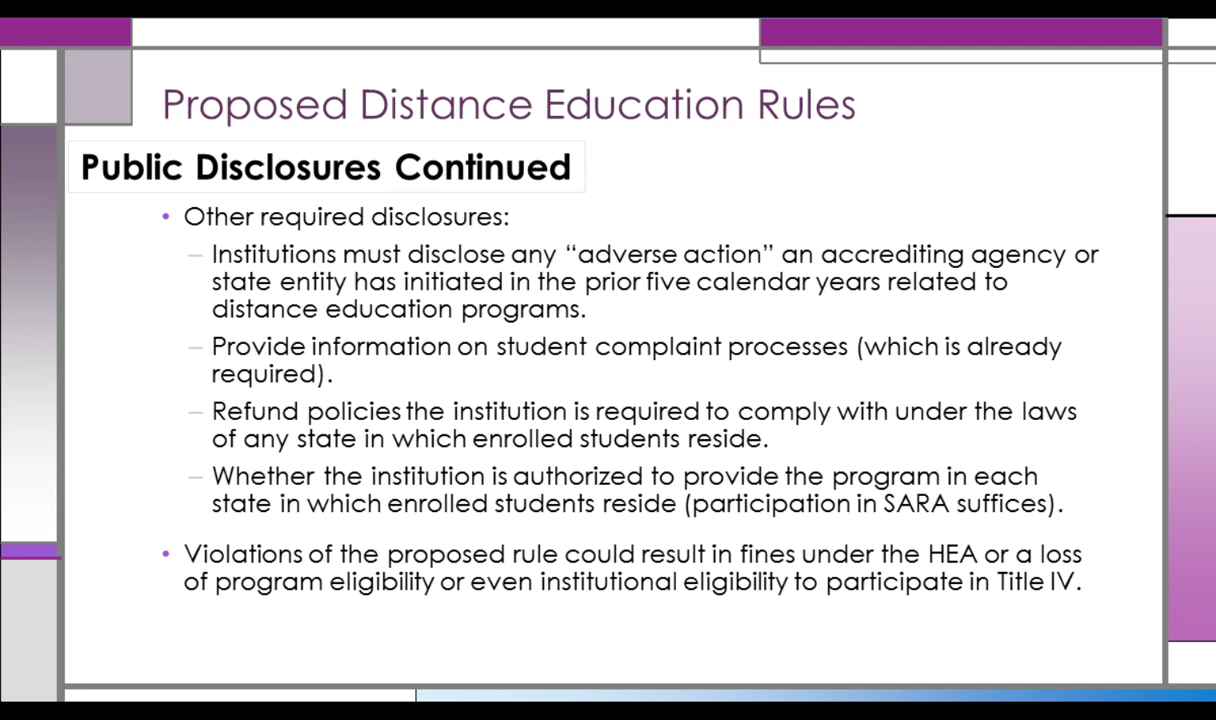 Proposed Distance Education Rules
Public Disclosures Continued
• Other required disclosures:
– Institutions must disclose any “adverse action” an accrediting agency or
state entity has initiated in the prior five calendar years related to
distance education programs.
– Provide information on student complaint processes (which is already
required).
– Refund policies the institution is required to comply with under the laws
of any state in which enrolled students reside.
– Whether the institution is authorized to provide the program in each
state in which enrolled students reside (participation in SARA suffices).
• Violations of the proposed rule could result in fines under the HEA or a loss
of program eligibility or even institutional eligibility to participate in Title IV.